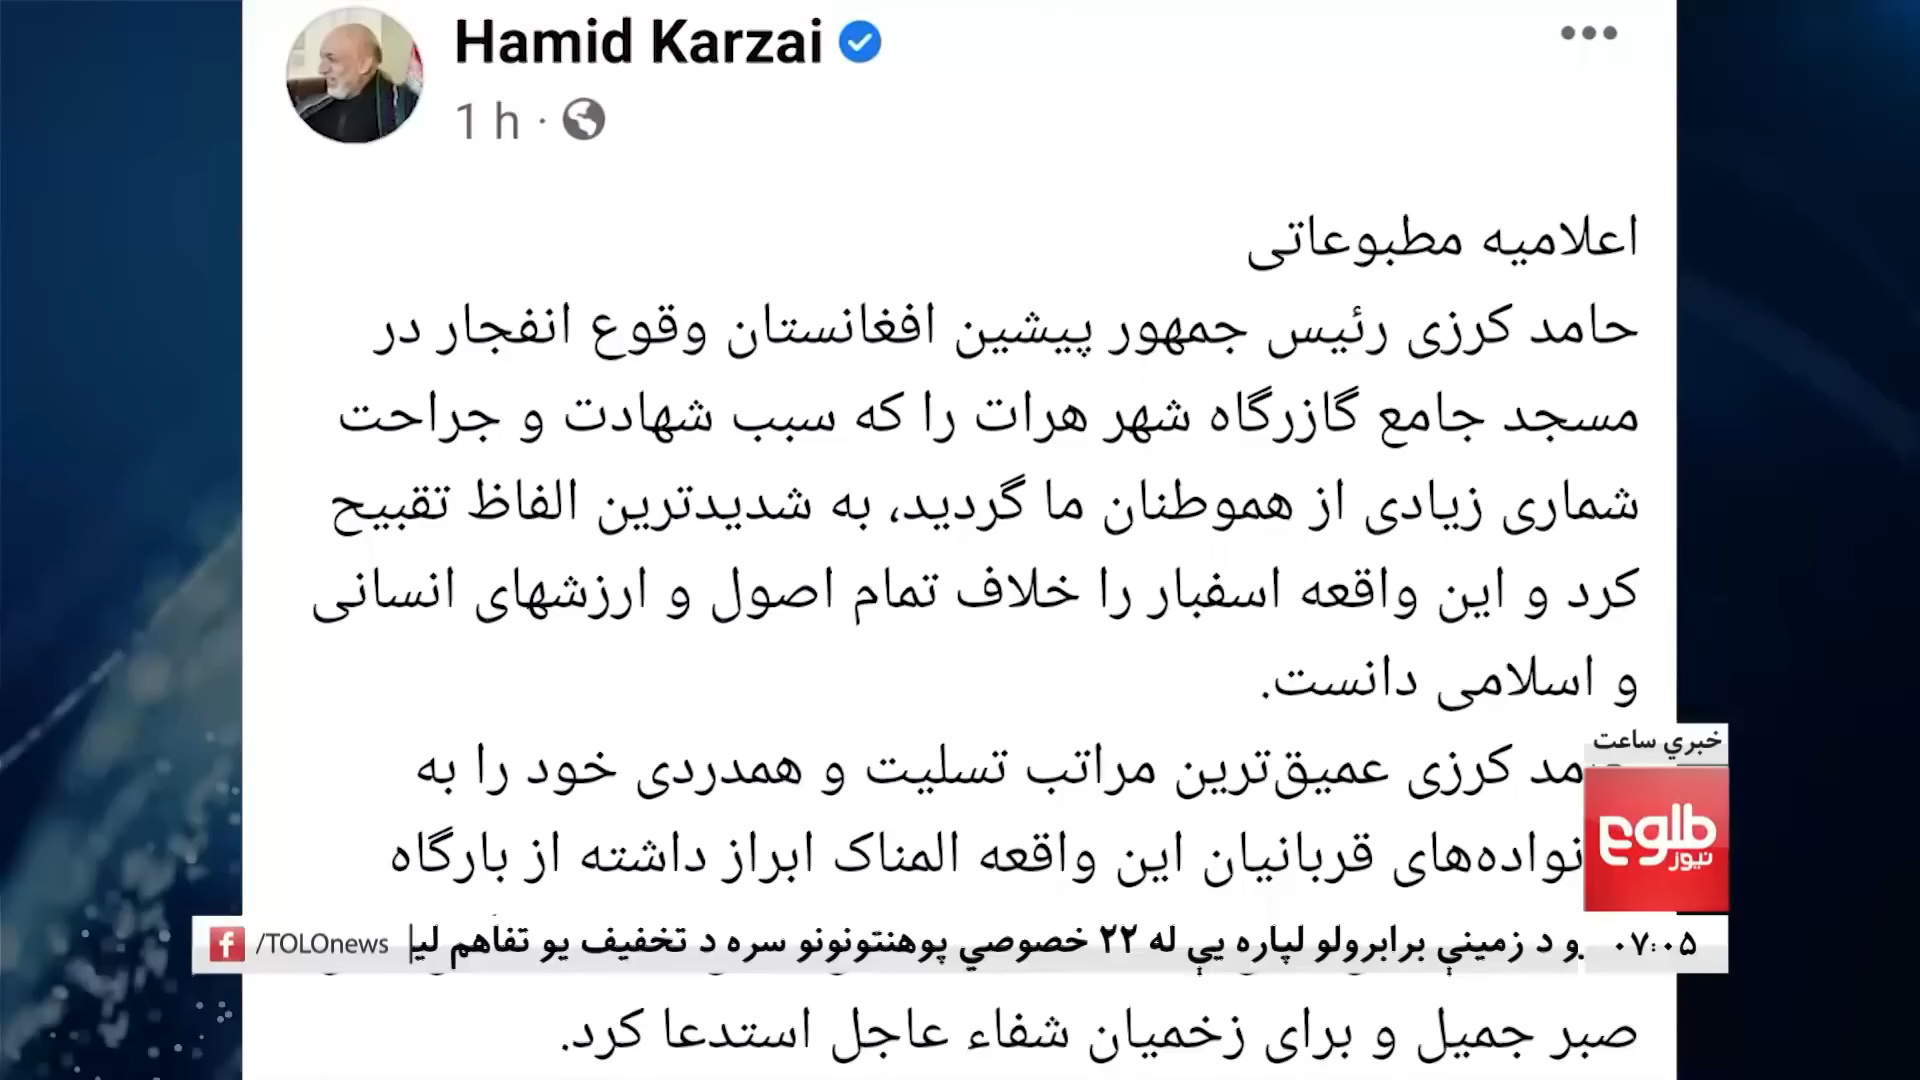 Hamid Karzai
1 h ·
اعلامیه مطبوعاتی
حامد کرزی رئیس جمهور پیشین افغانستان وقوع انفجار در
مسجد جامع گازرگاه شهر هرات را که سبب شهادت و جراحت
شماری زیادی از هموطنان ما گردید، به شدیدترین الفاظ تقبیح
کرد و این واقعه اسفبار را خلاف تمام اصول و ارزشهای انسانی
و اسلامی دانست.
مد کرزی عمیق‌ترین مراتب تسلیت و همدردی خود را به
نواده‌های قربانیان این واقعه المناک ابراز داشته از بارگاه
صبر جمیل و برای زخمیان شفاء عاجل استدعا کرد.
خبري ساعت
طلوع
نیوز
۰۷:۰۵
و د زمینې برابرولو لپاره يې له ۲۲ خصوصي پوهنتونونو سره د تخفیف یو تفاهم لیـ
/TOLOnews